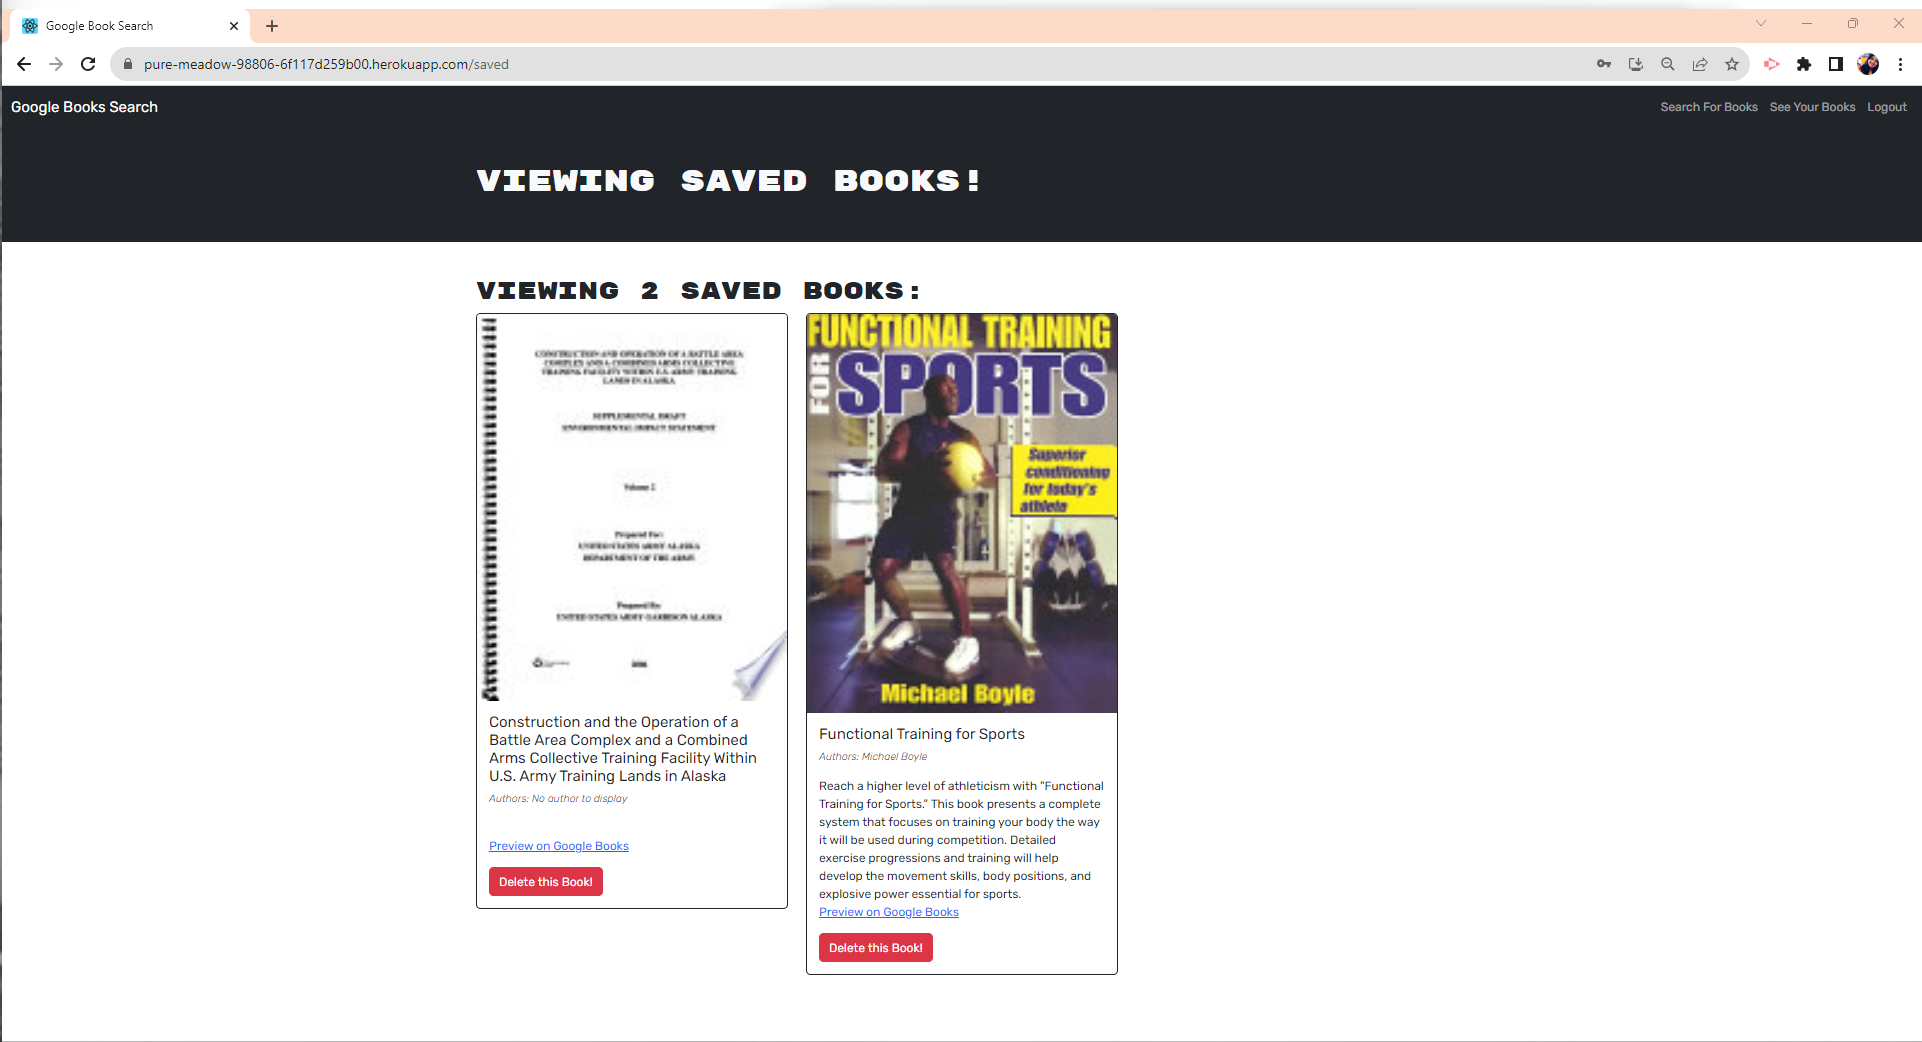 Google Book Search
pure-meadow-98806-6f117d259b00.herokuapp.com/saved
Google Books Search
Search For Books
See Your Books
Logout
VIEWING SAVED BOOKS!
VIEWING 2 SAVED BOOKS:
CONSTRUCTION AND OPERATION OF A BATTLE AREA
COMPLEX AND A COMBINED ARMS COLLECTIVE
TRAINING FACILITY WITHIN U.S. ARMY TRAINING
LANDS IN ALASKA
SUPPLEMENTAL DRAFT
ENVIRONMENTAL IMPACT STATEMENT
Volume 2
Prepared For:
UNITED STATES ARMY ALASKA
DEPARTMENT OF THE ARMY
Prepared By:
UNITED STATES ARMY GARRISON ALASKA
Construction and the Operation of a
Battle Area Complex and a Combined
Arms Collective Training Facility Within
U.S. Army Training Lands in Alaska
Authors: No author to display
Preview on Google Books
Delete this Book!
FUNCTIONAL TRAINING
FOR
SPORTS
Superior
conditioning
for today's
athlete
Michael Boyle
Functional Training for Sports
Authors: Michael Boyle
Reach a higher level of athleticism with "Functional
Training for Sports." This book presents a complete
system that focuses on training your body the way
it will be used during competition. Detailed
exercise progressions and training will help
develop the movement skills, body positions, and
explosive power essential for sports.
Preview on Google Books
Delete this Book!